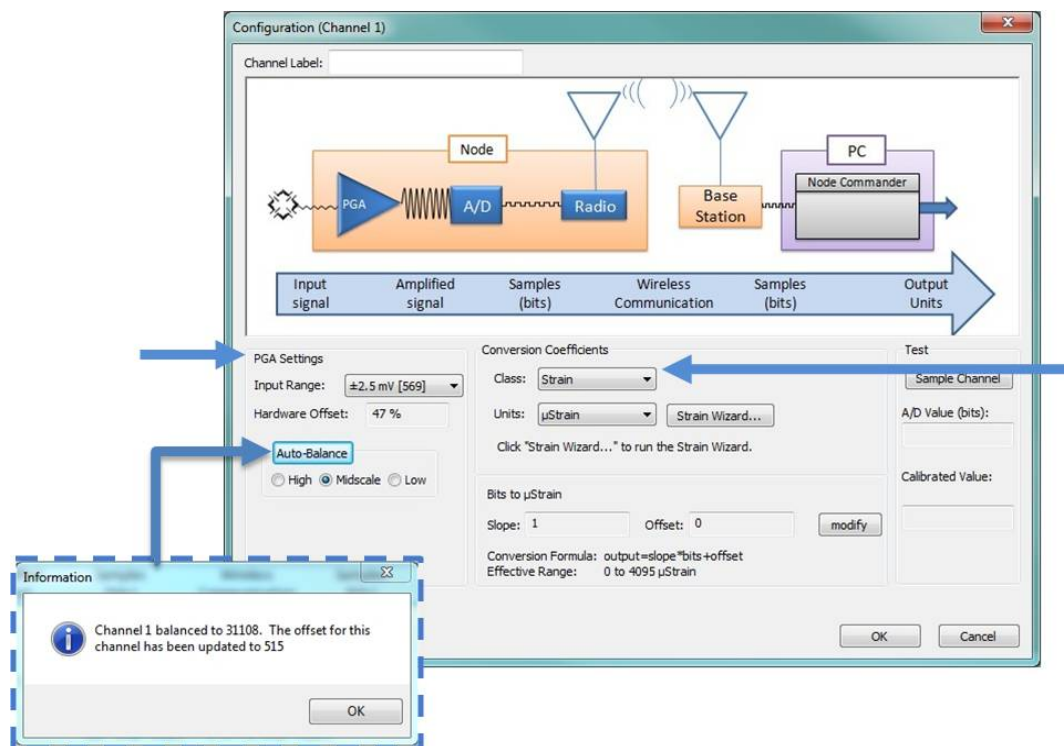 Configuration (Channel 1)
Channel Label:
Node
PC
PGA
A/D
Radio
Base
Station
Node Commander
Input
signal
Amplified
signal
Samples
(bits)
Wireless
Communication
Samples
(bits)
Output
Units
PGA Settings
Input Range: ±2.5 mV [569]
Hardware Offset: 47 %
Auto-Balance
High Midscale Low
Conversion Coefficients
Class: Strain
Units: µStrain Strain Wizard...
Click "Strain Wizard..." to run the Strain Wizard.
Bits to µStrain
Slope: 1 Offset: 0 modify
Conversion Formula: output=slope*bits+offset
Effective Range: 0 to 4095 µStrain
Test
Sample Channel
A/D Value (bits):
Calibrated Value:
OK Cancel
Information
Channel 1 balanced to 31108. The offset for this
channel has been updated to 515
OK